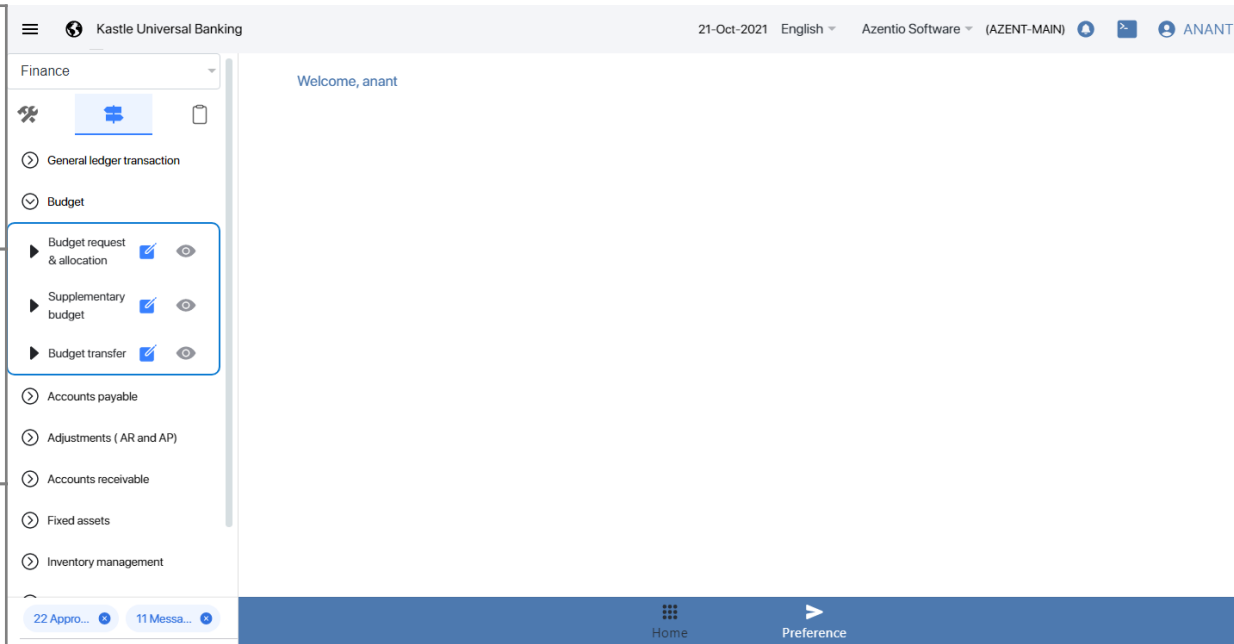 Kastle Universal Banking
21-Oct-2021 English Azentio Software (AZENT-MAIN) ANANT
Finance
Welcome, anant
General ledger transaction
Budget
Budget request
& allocation
Supplementary
budget
Budget transfer
Accounts payable
Adjustments ( AR and AP)
Accounts receivable
Fixed assets
Inventory management
22 Appro... 11 Messa...
Home Preference